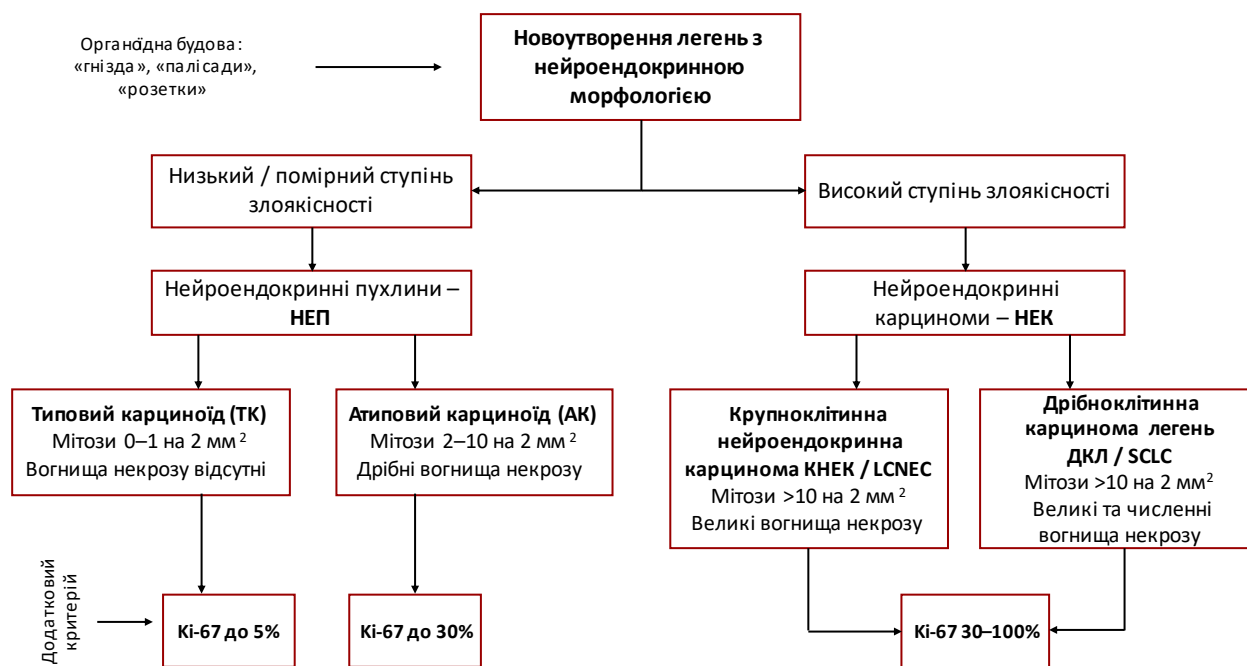 Органоїдна будова:
«гнізда», «палісади»,
«розетки»
Новоутворення легень з
нейроендокринною
морфологією
Низький / помірний ступінь
злоякісності
Високий ступінь злоякісності
Нейроендокринні пухлини –
НЕП
Нейроендокринні
карциноми – НЕК
Типовий карциноїд (ТК)
Мітози 0–1 на 2 мм²
Вогнища некрозу відсутні
Атиповий карциноїд (АК)
Мітози 2–10 на 2 мм²
Дрібні вогнища некрозу
Крупноклітинна
нейроендокринна
карцинома КНЕК / LCNEC
Мітози >10 на 2 мм²
Великі вогнища некрозу
Дрібноклітинна
карцинома легень
ДКЛ / SCLC
Мітози >10 на 2 мм²
Великі та численні
вогнища некрозу
Додатковий
критерій
Ki-67 до 5%
Ki-67 до 30%
Ki-67 30–100%